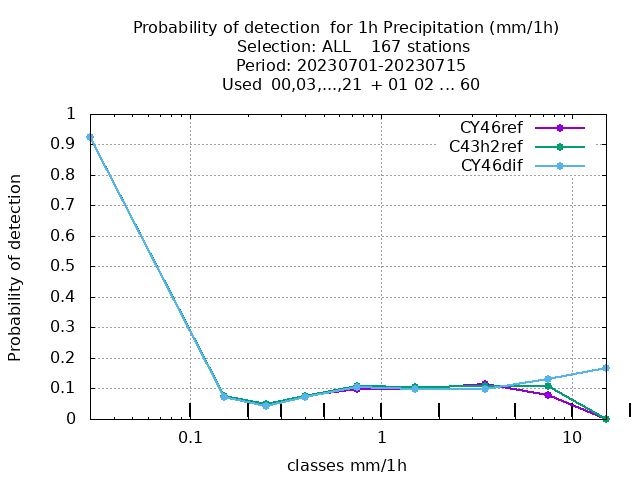 Probability of detection  for 1h Precipitation (mm/1h)
Selection: ALL    167 stations
Period: 20230701-20230715
Used  00,03,...,21  + 01 02 ... 60
CY46ref
C43h2ref
CY46dif
Probability of detection
1
0.9
0.8
0.7
0.6
0.5
0.4
0.3
0.2
0.1
0
0.1 1 10
classes mm/1h